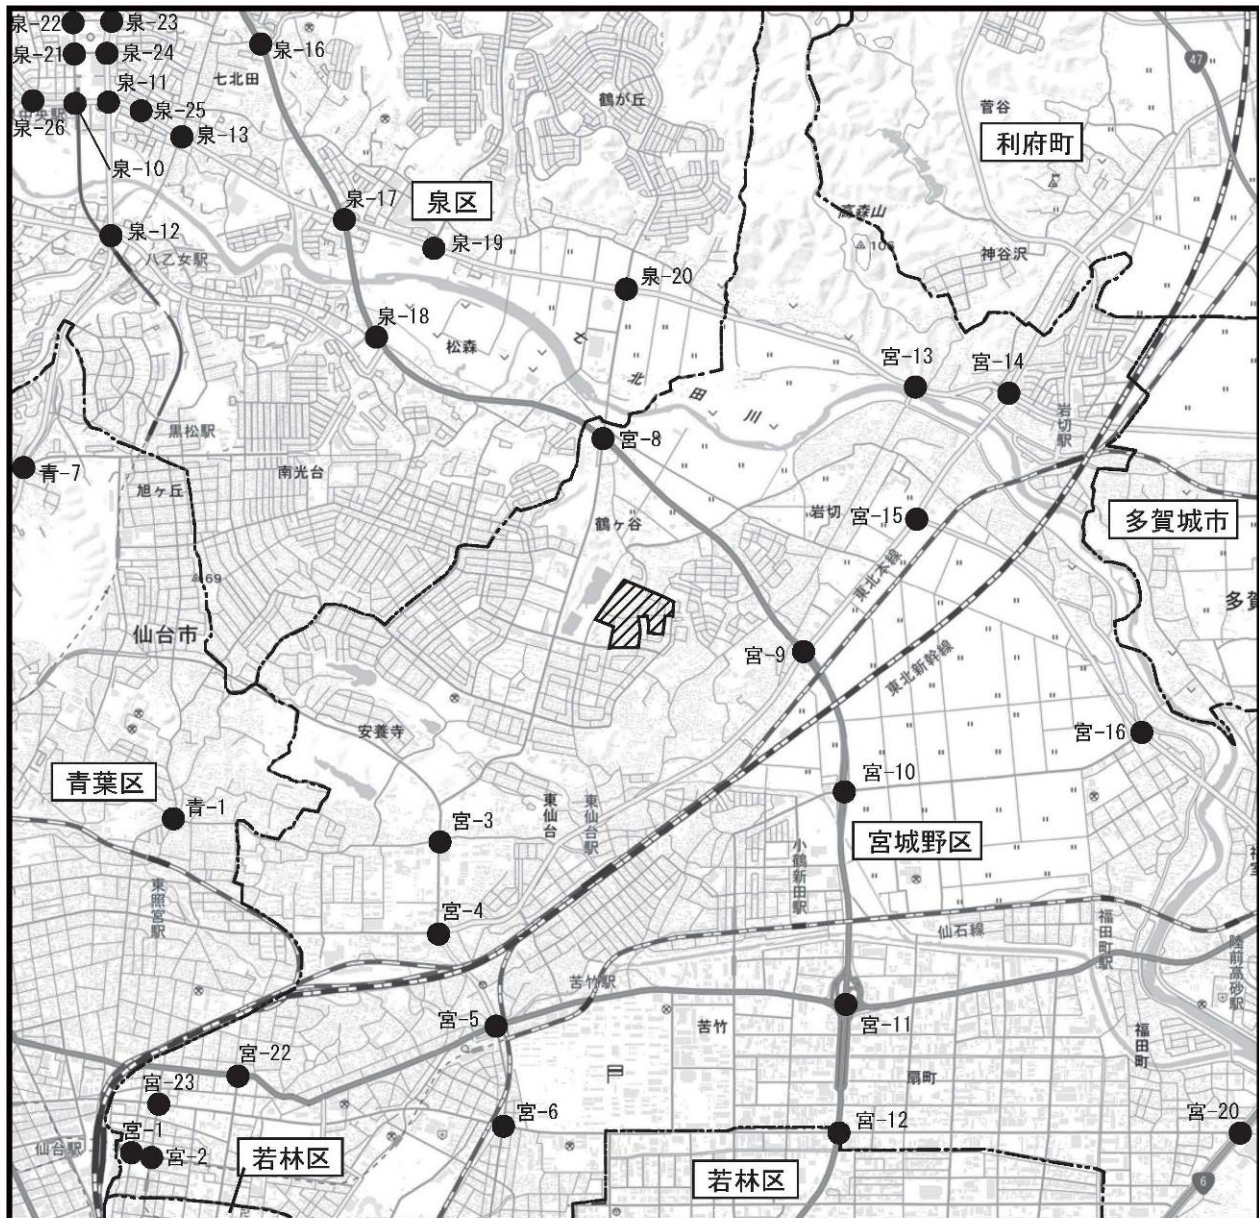 泉-22
泉-23
泉-16
泉-21
泉-24
泉-11
七北田
鶴が丘
47
菅谷
泉-25
泉-26
泉-13
利府町
泉-10
泉-17
泉区
高森山
泉-12
泉-19
106
神谷沢
八乙女駅
泉-20
泉-18
松森
七北田川
宮-13
宮-14
黒松駅
宮-8
岩切駅
青-7
南光台
旭ヶ丘
鶴ヶ谷
岩切
宮-15
多賀城市
69
東北本線
仙台市
宮-9
東北新幹線
安養寺
宮-16
青葉区
宮-10
青-1
宮-3
東仙台
東仙台駅
小鶴新田駅
宮城野区
東照宮駅
宮-4
仙石線
福田町駅
陸前高砂駅
苦竹駅
宮-5
苦竹
宮-11
福田町
宮-22
扇町
宮-23
宮-6
宮-12
宮-20
宮-1
仙台駅
宮-2
若林区
若林区
6